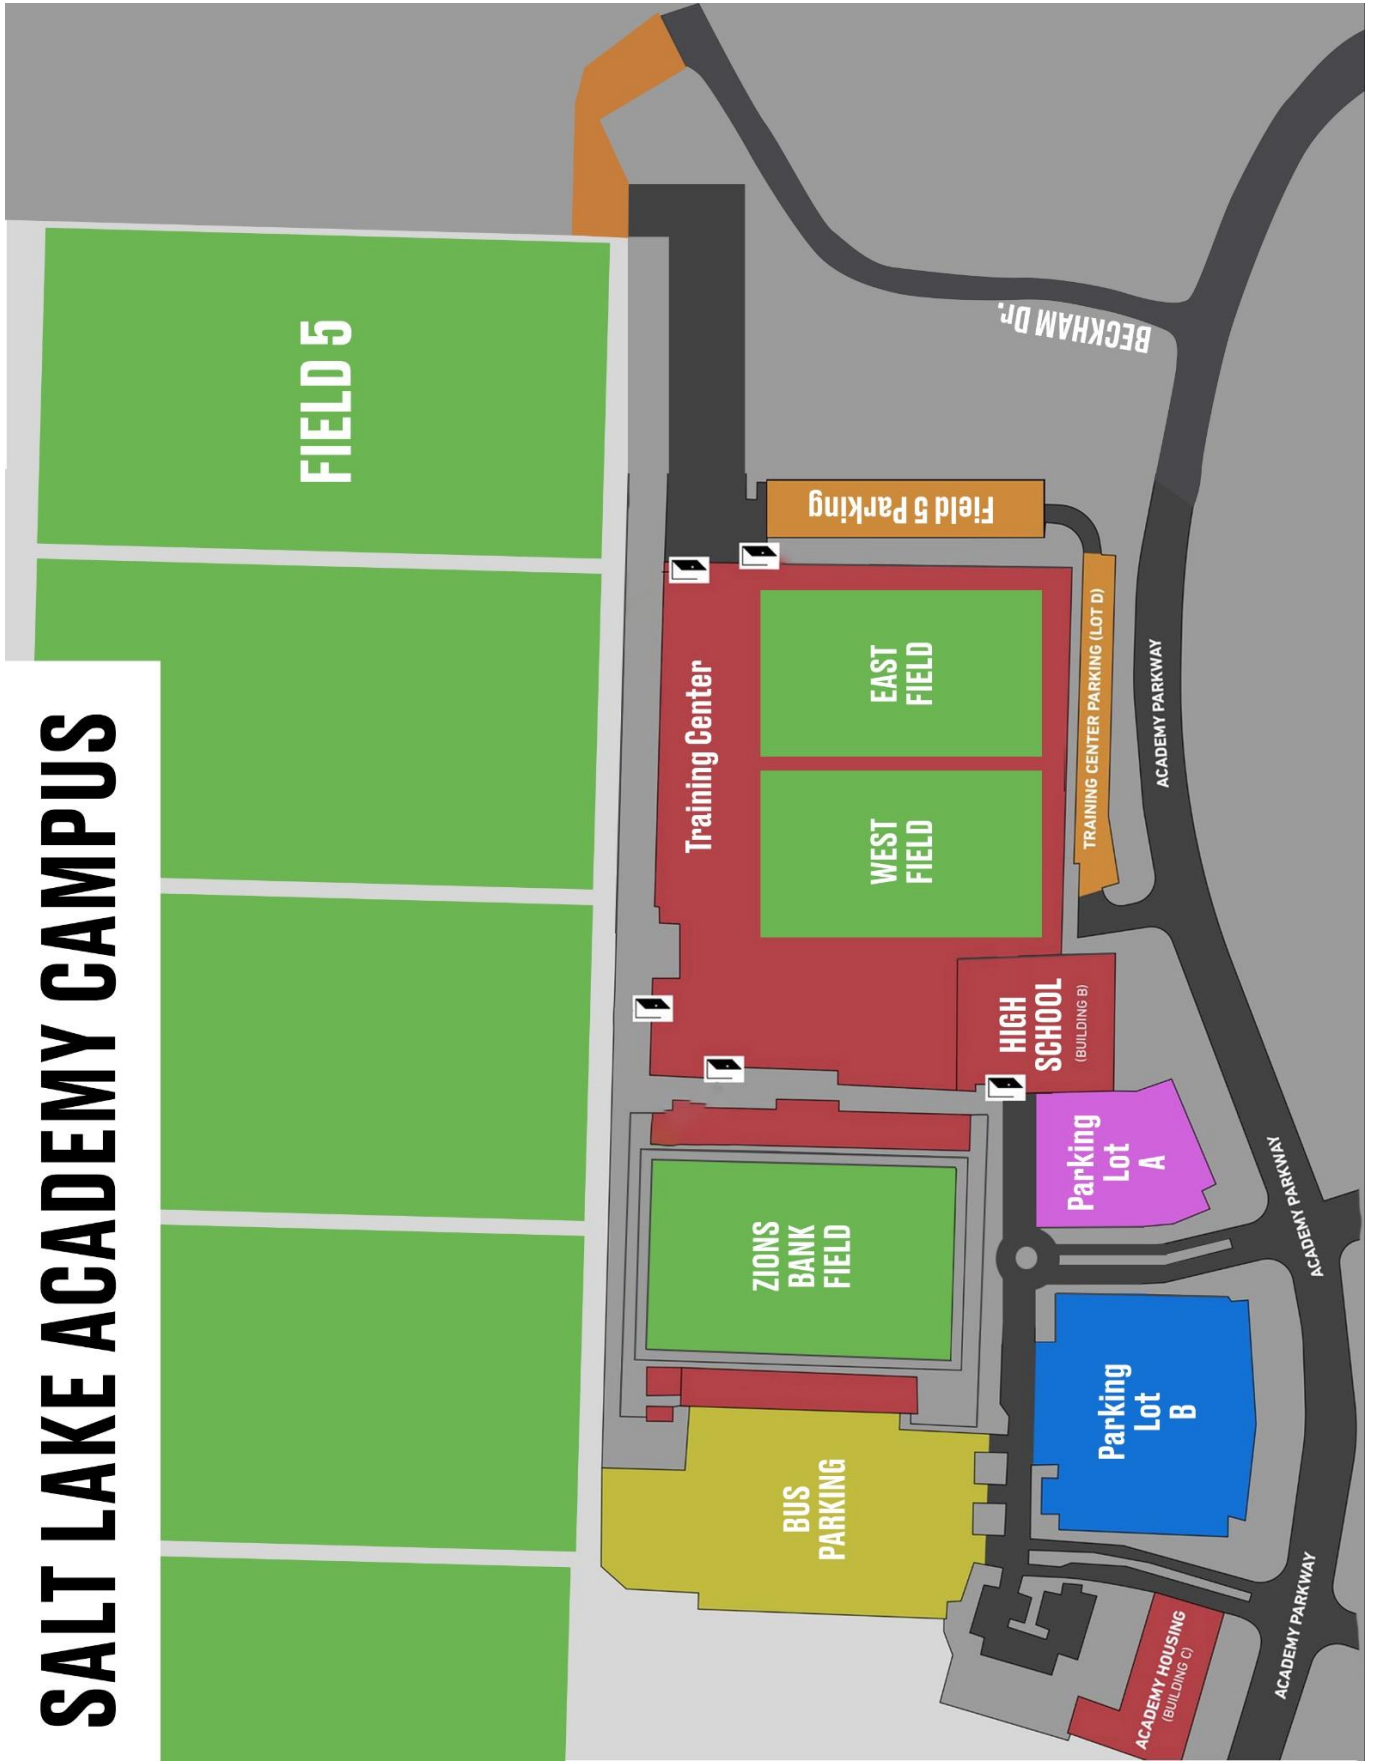 SALT LAKE ACADEMY CAMPUS
FIELD 5
BECKHAM Dr.
Field 5 Parking
Training Center
EAST
FIELD
WEST
FIELD
TRAINING CENTER PARKING (LOT D)
ACADEMY PARKWAY
HIGH
SCHOOL
(BUILDING B)
Parking
Lot
A
ACADEMY PARKWAY
ZIONS
BANK
FIELD
Parking
Lot
B
BUS
PARKING
ACADEMY HOUSING
(BUILDING C)
ACADEMY PARKWAY